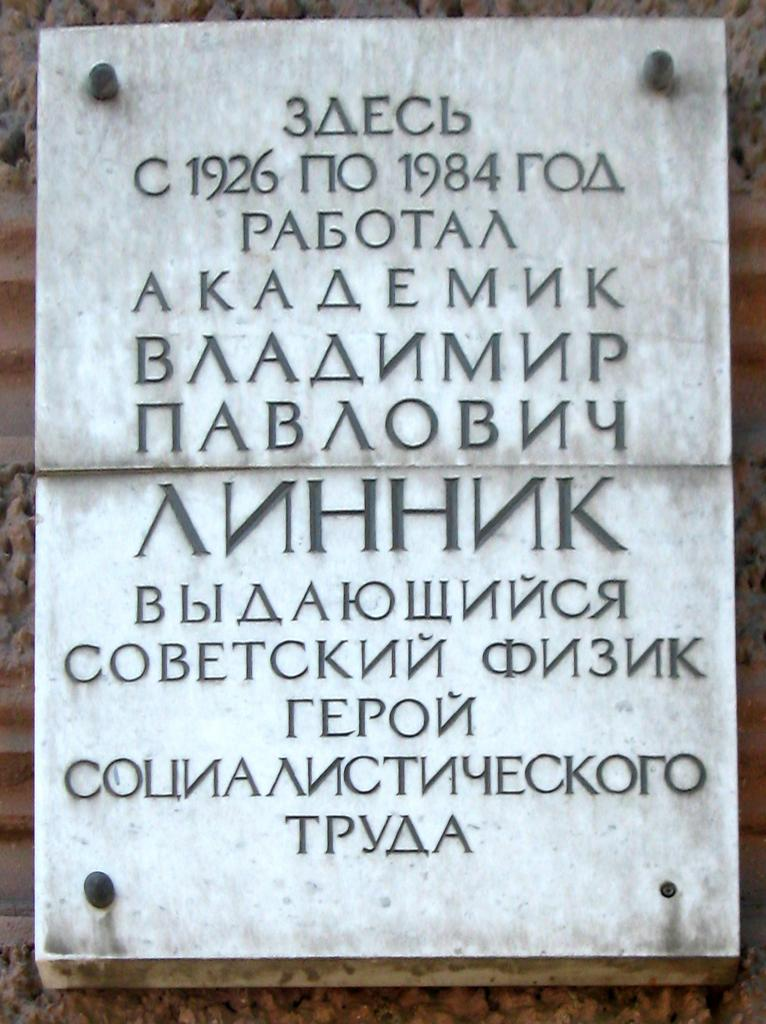 ЗДЕСЬ
С 1926 ПО 1984 ГОД
РАБОТАЛ
АКАДЕМИК
ВЛАДИМИР
ПАВЛОВИЧ
ЛИННИК
ВЫДАЮЩИЙСЯ
СОВЕТСКИЙ ФИЗИК
ГЕРОЙ
СОЦИАЛИСТИЧЕСКОГО
ТРУДА